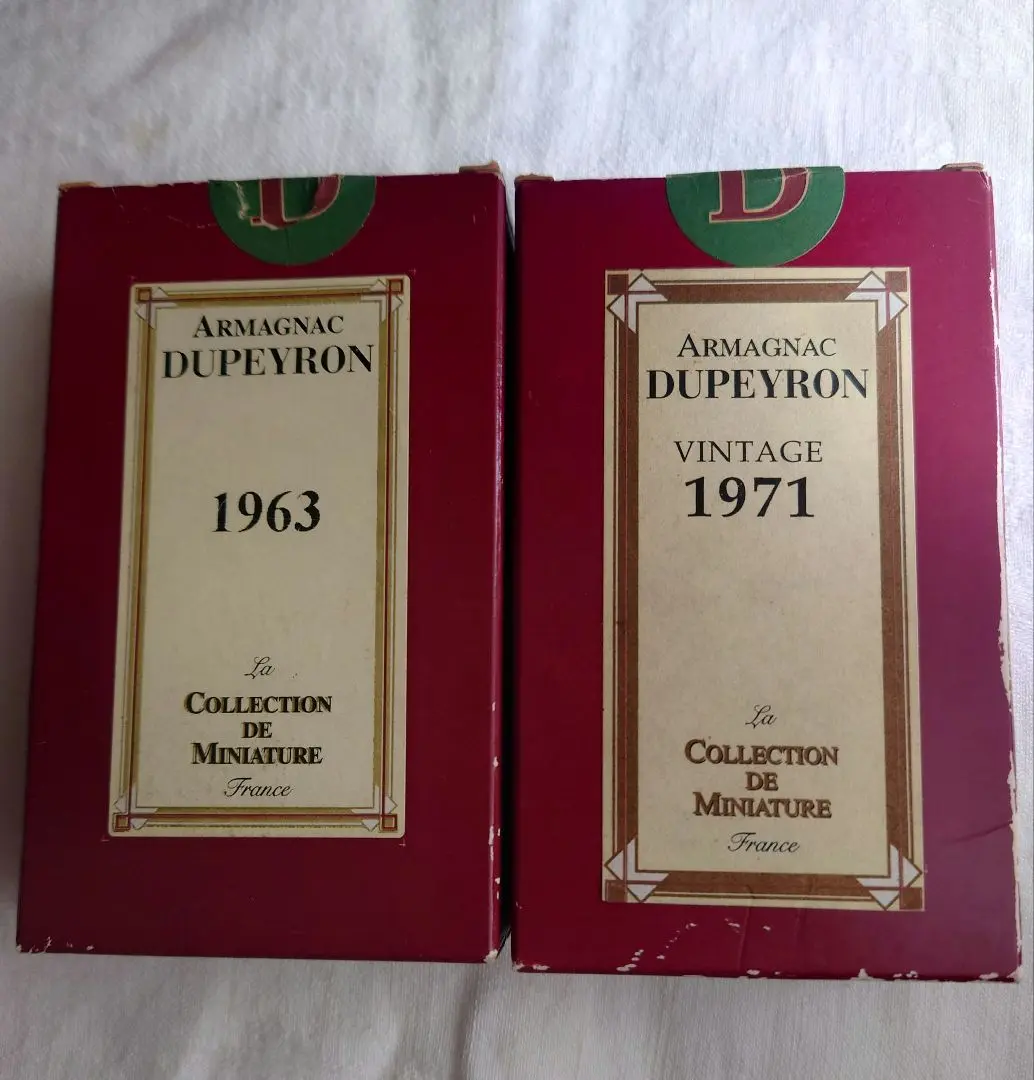 D
ARMAGNAC
DUPEYRON
1963
La
COLLECTION
DE
MINIATURE
France
D
ARMAGNAC
DUPEYRON
VINTAGE
1971
La
COLLECTION
DE
MINIATURE
France